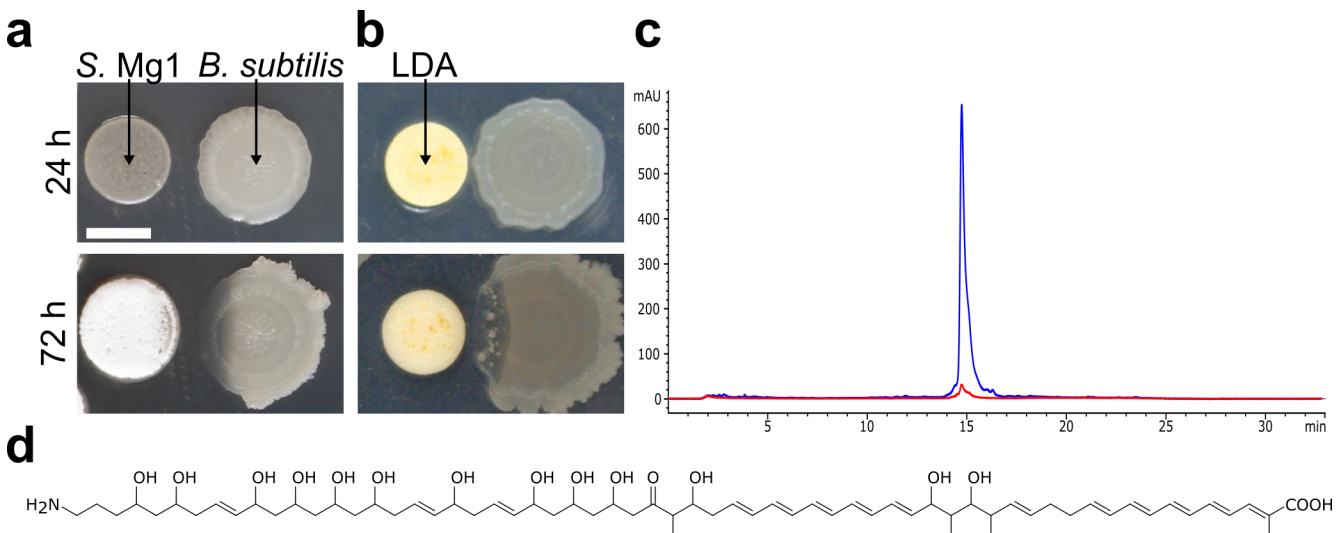 a
b
c
S. Mg1
B. subtilis
LDA
24 h
72 h
mAU
600
500
400
300
200
100
0
5
10
15
20
25
30
min
d
OH OH OH OH OH OH OH OH OH OH O OH OH OH
H2N
COOH